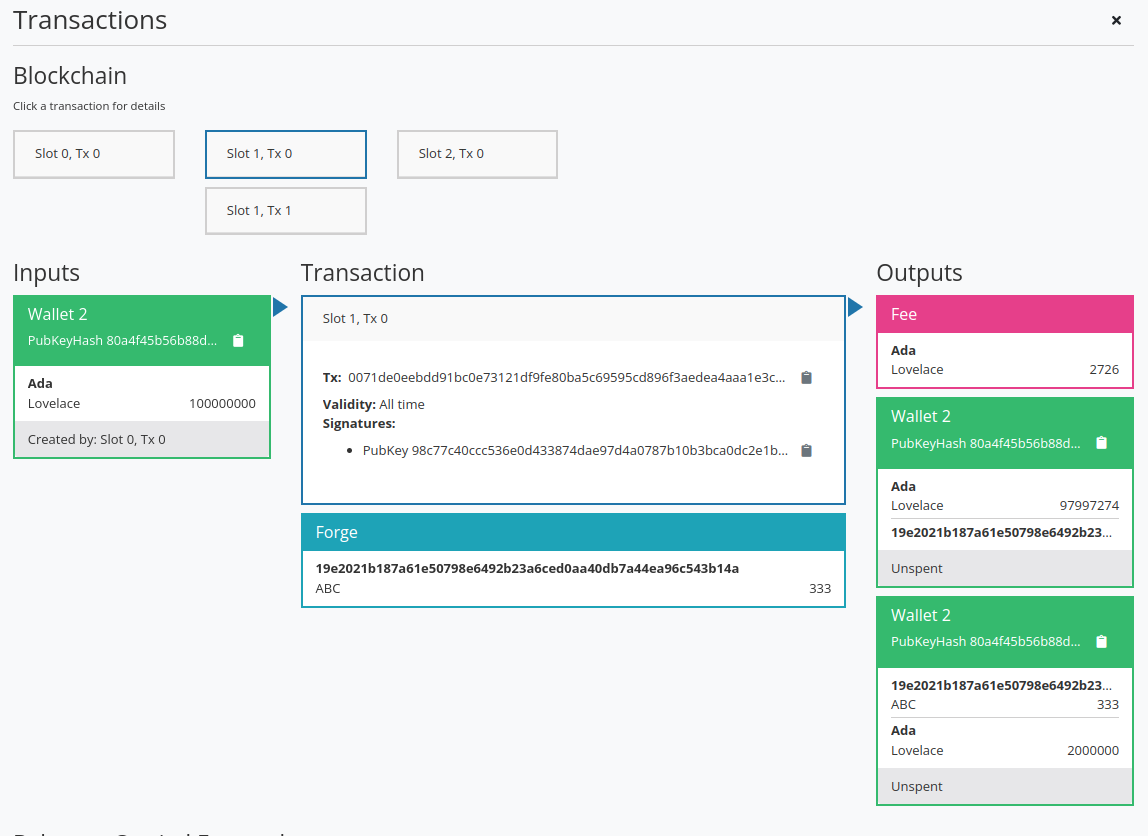 Transactions
Blockchain
Click a transaction for details
Slot 0, Tx 0
Slot 1, Tx 0
Slot 2, Tx 0
Slot 1, Tx 1
Inputs
Wallet 2
PubKeyHash 80a4f45b56b88d...
Ada
Lovelace 100000000
Created by: Slot 0, Tx 0
Transaction
Slot 1, Tx 0
Tx: 0071de0eebdd91bc0e73121df9fe80ba5c69595cd896f3aedea4aaa1e3c...
Validity: All time
Signatures:
• PubKey 98c77c40ccc536e0d433874dae97d4a0787b10b3bca0dc2e1b...
Forge
19e2021b187a61e50798e6492b23a6ced0aa40db7a44ea96c543b14a
ABC 333
Outputs
Fee
Ada
Lovelace 2726
Wallet 2
PubKeyHash 80a4f45b56b88d...
Ada
Lovelace 97997274
19e2021b187a61e50798e6492b23...
Unspent
Wallet 2
PubKeyHash 80a4f45b56b88d...
19e2021b187a61e50798e6492b23...
ABC 333
Ada
Lovelace 2000000
Unspent